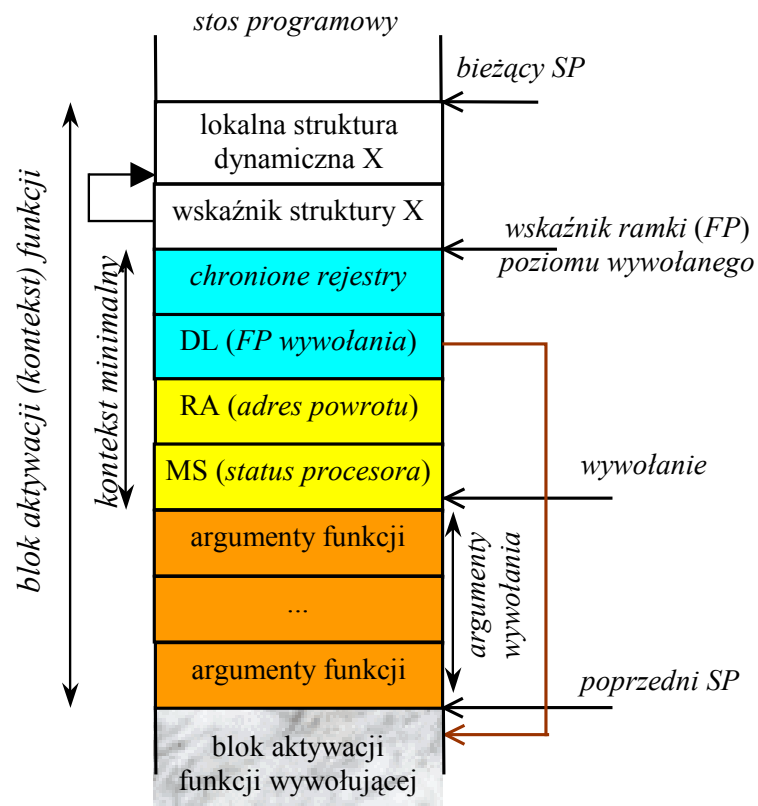 stos programowy
bieżący SP
lokalna struktura
dynamiczna X
wskaźnik struktury X
wskaźnik ramki (FP)
poziomu wywołanego
chronione rejestry
DL (FP wywołania)
RA (adres powrotu)
MS (status procesora)
wywołanie
argumenty funkcji
...
argumenty funkcji
poprzedni SP
blok aktywacji
funkcji wywołującej
blok aktywacji (kontekst) funkcji
kontekst minimalny
argumenty
wywołania